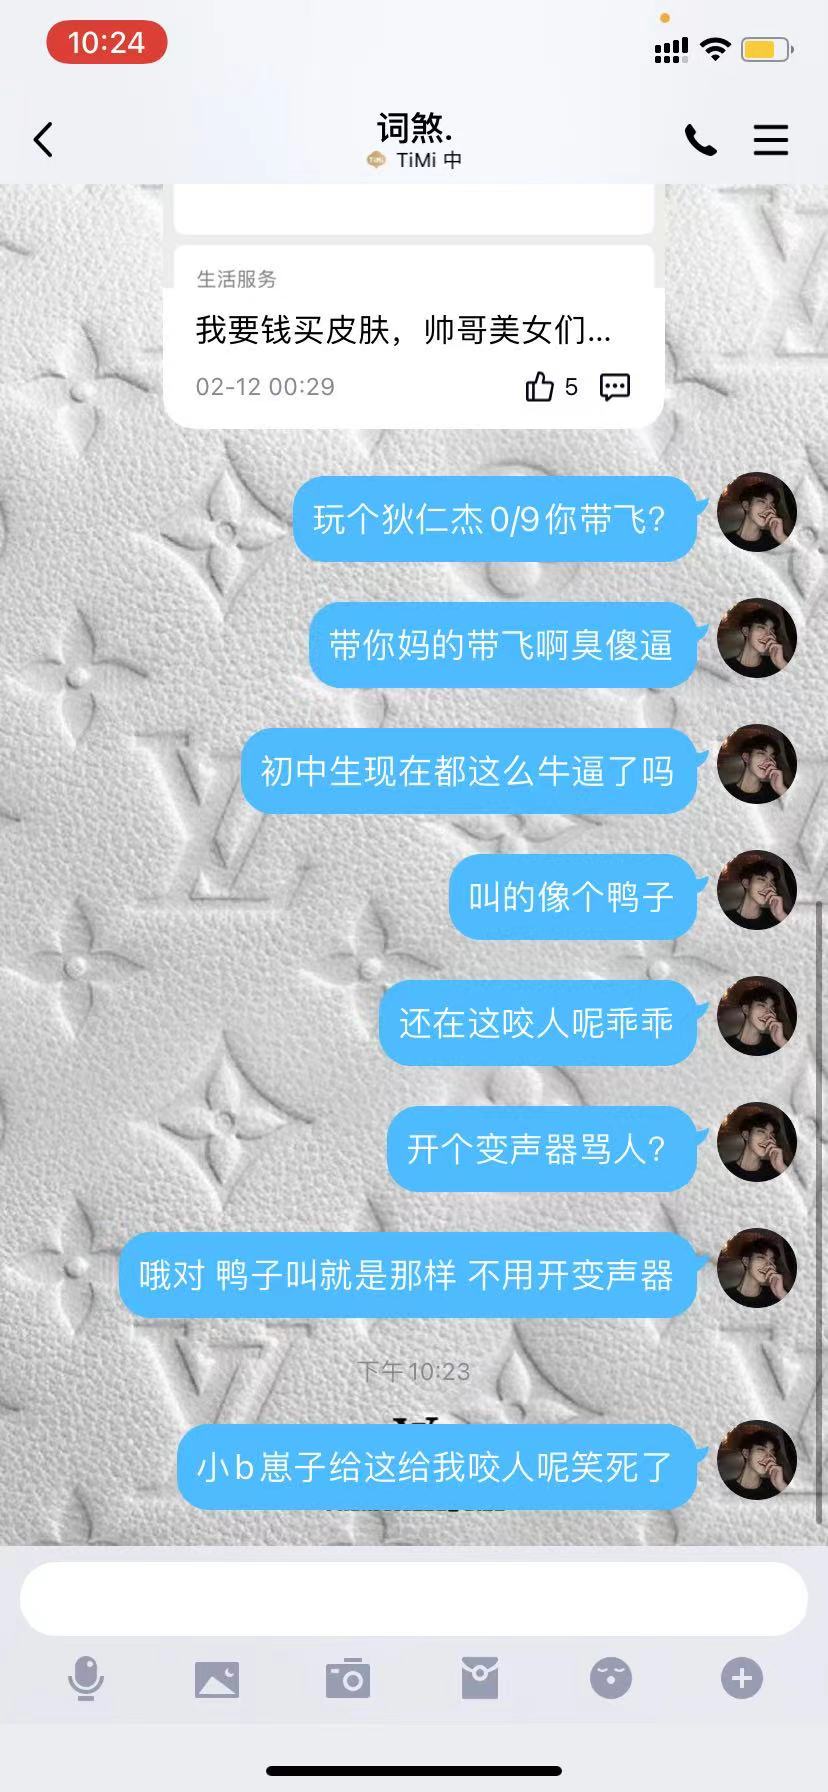 10:24
词煞.
TiMi 中
生活服务
我要钱买皮肤，帅哥美女们...
02-12 00:29
5
玩个狄仁杰0/9你带飞?
带你妈的带飞啊臭傻逼
初中生现在都这么牛逼了吗
叫的像个鸭子
还在这咬人呢乖乖
开个变声器骂人?
哦对 鸭子叫就是那样 不用开变声器
下午10:23
小b崽子给这给我咬人呢笑死了